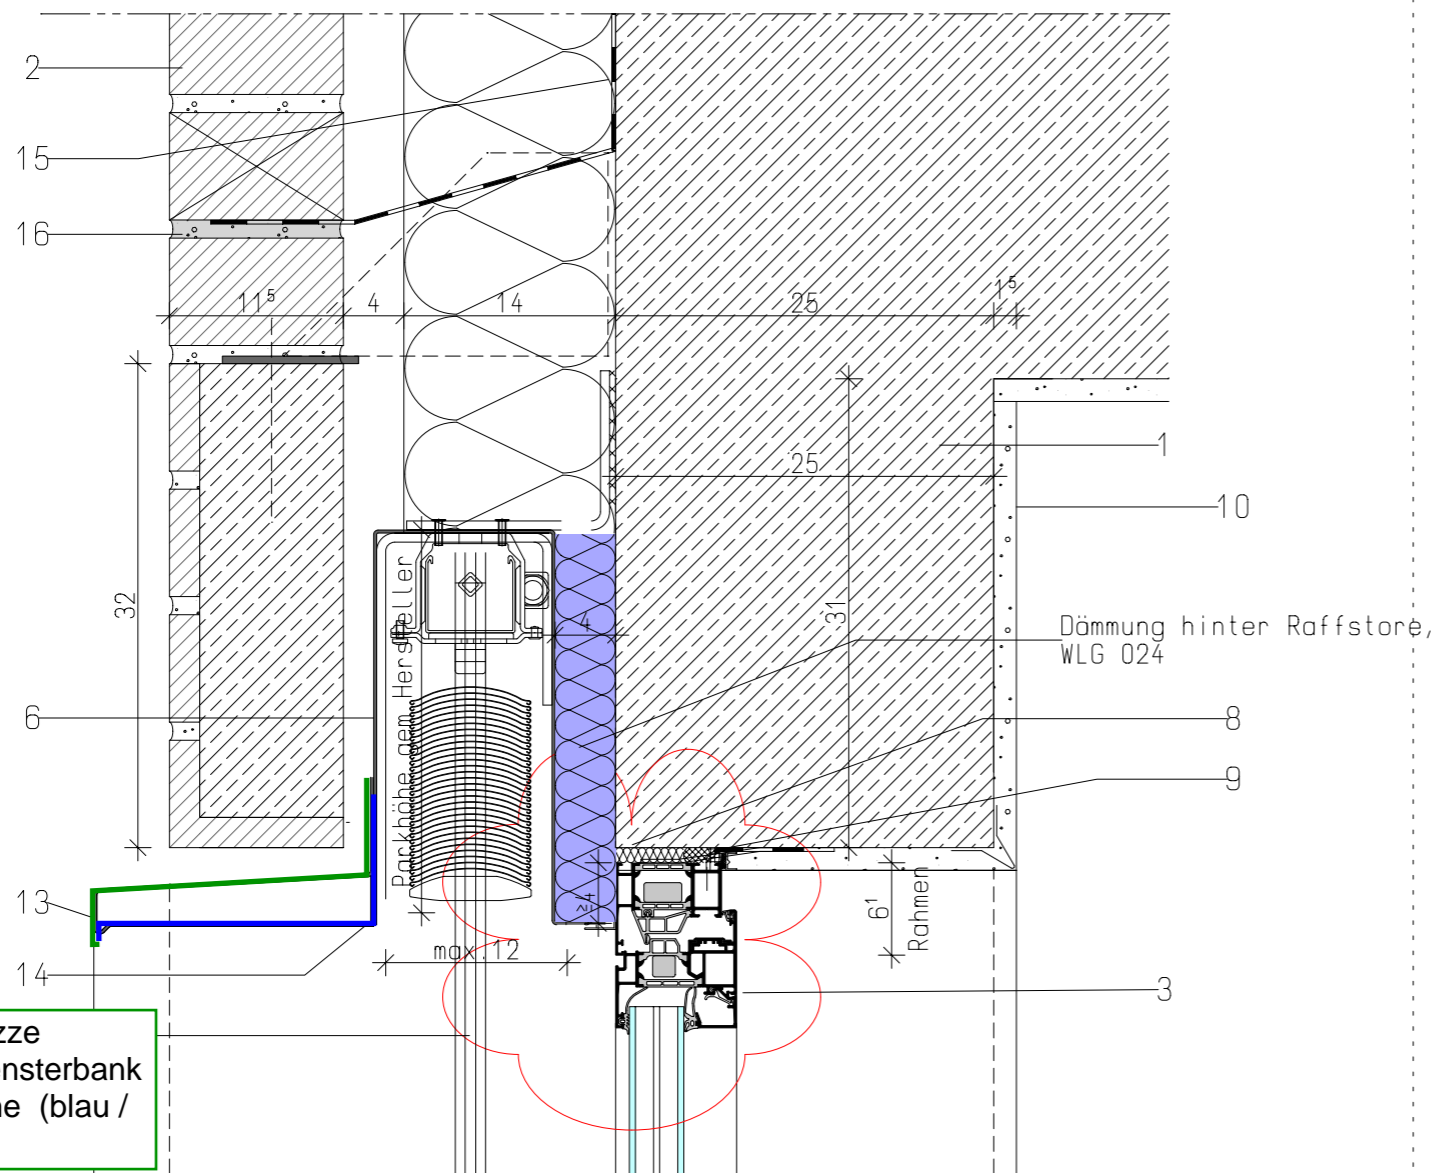 2
15
16
11⁵ 4 14 25 1⁵
1
25
10
32
Parkhöhe gem Hersteller
4
31
Dämmung hinter Raffstore,
WLG 024
6
8
9
≥4
6¹
Rahmen
13
max.12
14
3
zze
ensterbank
ne (blau /